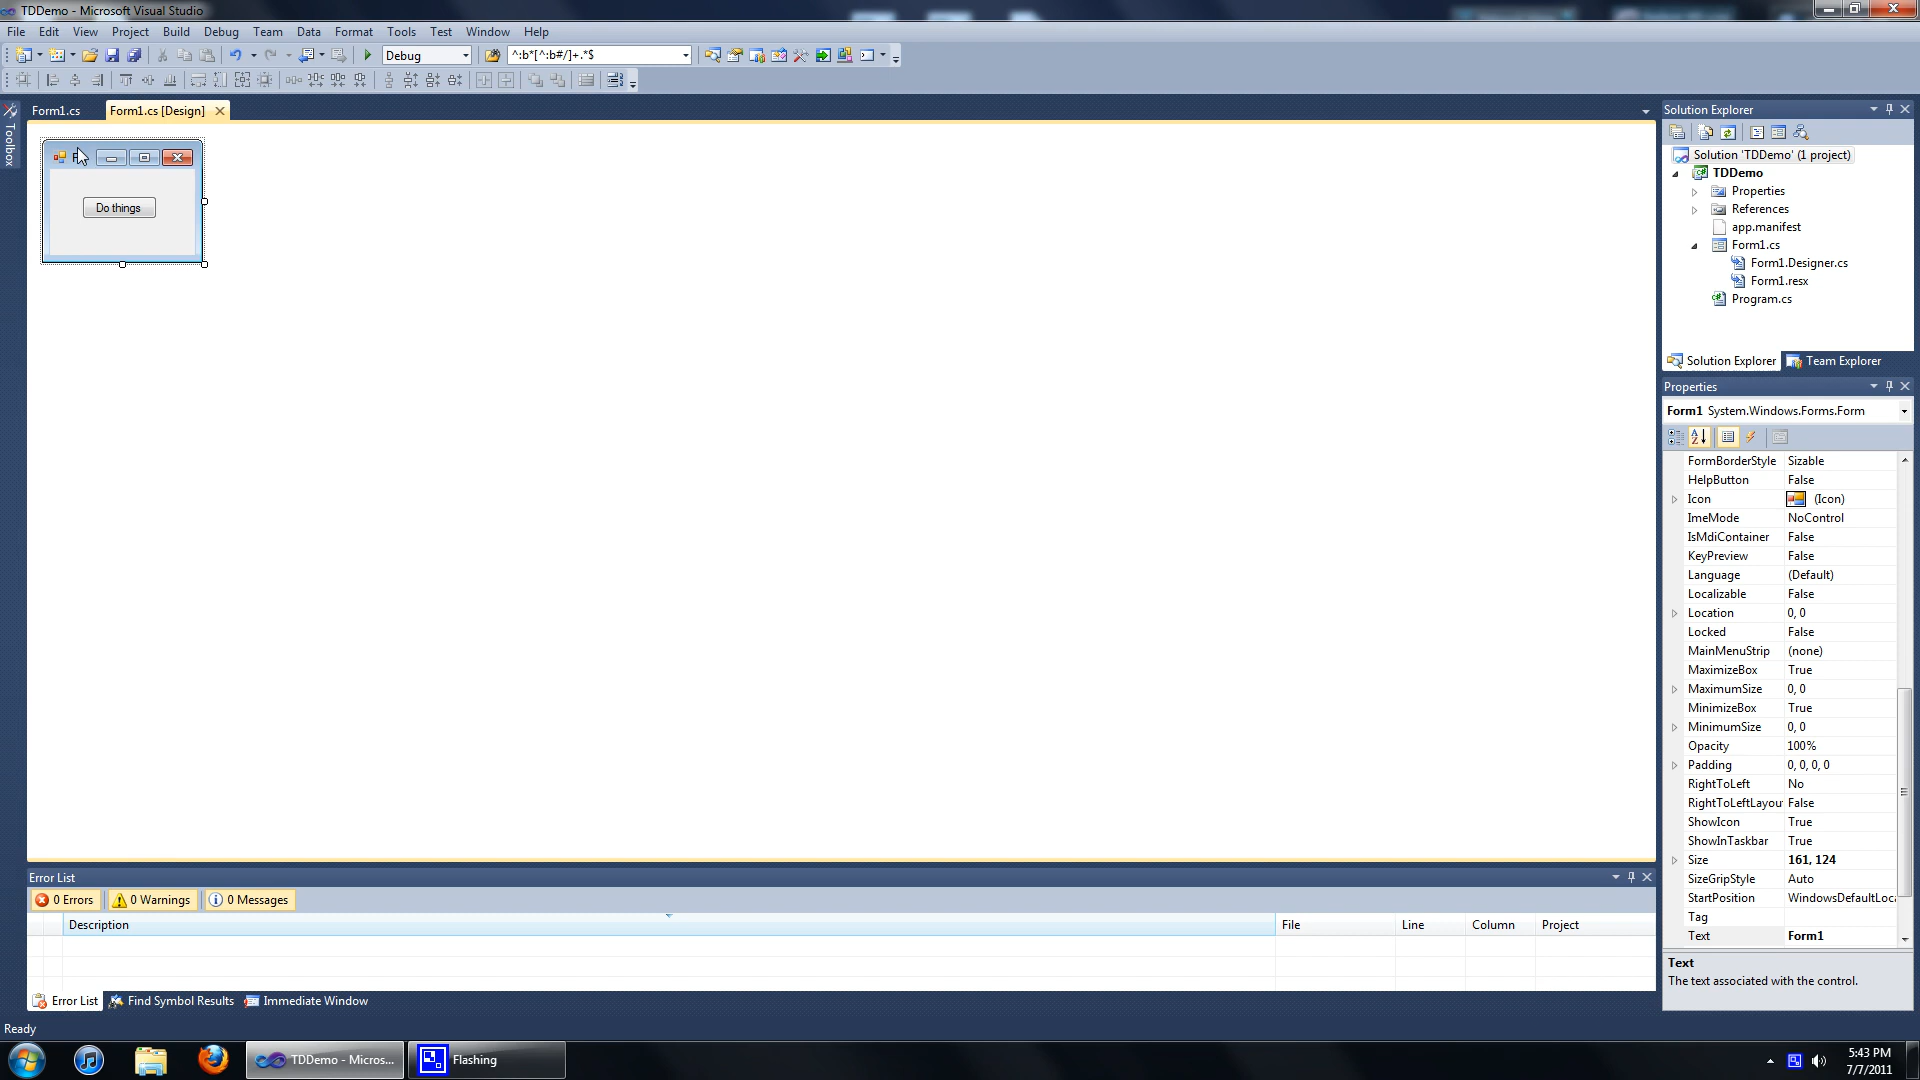 TDDemo - Microsoft Visual Studio
File Edit View Project Build Debug Team Data Format Tools Test Window Help
Debug ^:b*[^:b#/]+.*$
Toolbox
Form1.cs Form1.cs [Design]
Do things
Solution Explorer
Solution 'TDDemo' (1 project)
TDDemo
Properties
References
app.manifest
Form1.cs
Form1.Designer.cs
Form1.resx
Program.cs
Solution Explorer Team Explorer
Properties
Form1 System.Windows.Forms.Form
FormBorderStyle Sizable
HelpButton False
Icon (Icon)
ImeMode NoControl
IsMdiContainer False
KeyPreview False
Language (Default)
Localizable False
Location 0, 0
Locked False
MainMenuStrip (none)
MaximizeBox True
MaximumSize 0, 0
MinimizeBox True
MinimumSize 0, 0
Opacity 100%
Padding 0, 0, 0, 0
RightToLeft No
RightToLeftLayou False
ShowIcon True
ShowInTaskbar True
Size 161, 124
SizeGripStyle Auto
StartPosition WindowsDefaultLoca
Tag
Text Form1
Text
The text associated with the control.
Error List
0 Errors 0 Warnings 0 Messages
Description File Line Column Project
Error List Find Symbol Results Immediate Window
Ready
TDDemo - Micros... Flashing
5:43 PM
7/7/2011